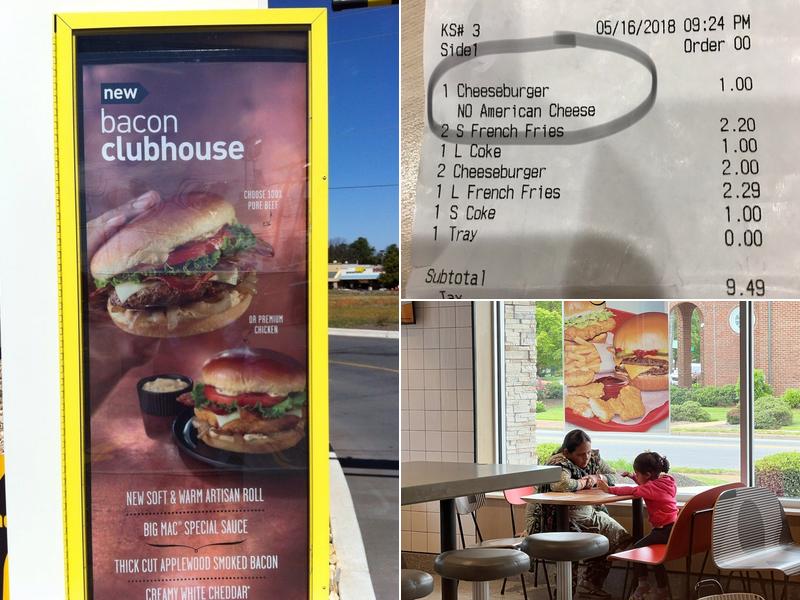 new
bacon
clubhouse
CHOOSE 100%
PURE BEEF
OR PREMIUM
CHICKEN
NEW SOFT & WARM ARTISAN ROLL
BIG MAC® SPECIAL SAUCE
THICK CUT APPLEWOOD SMOKED BACON
CREAMY WHITE CHEDDAR*
KS# 3 05/16/2018 09:24 PM
Side1 Order 00
1 Cheeseburger 1.00
NO American Cheese
2 S French Fries 2.20
1 L Coke 1.00
2 Cheeseburger 2.00
1 L French Fries 2.29
1 S Coke 1.00
1 Tray 0.00
Subtotal 9.49
Tax